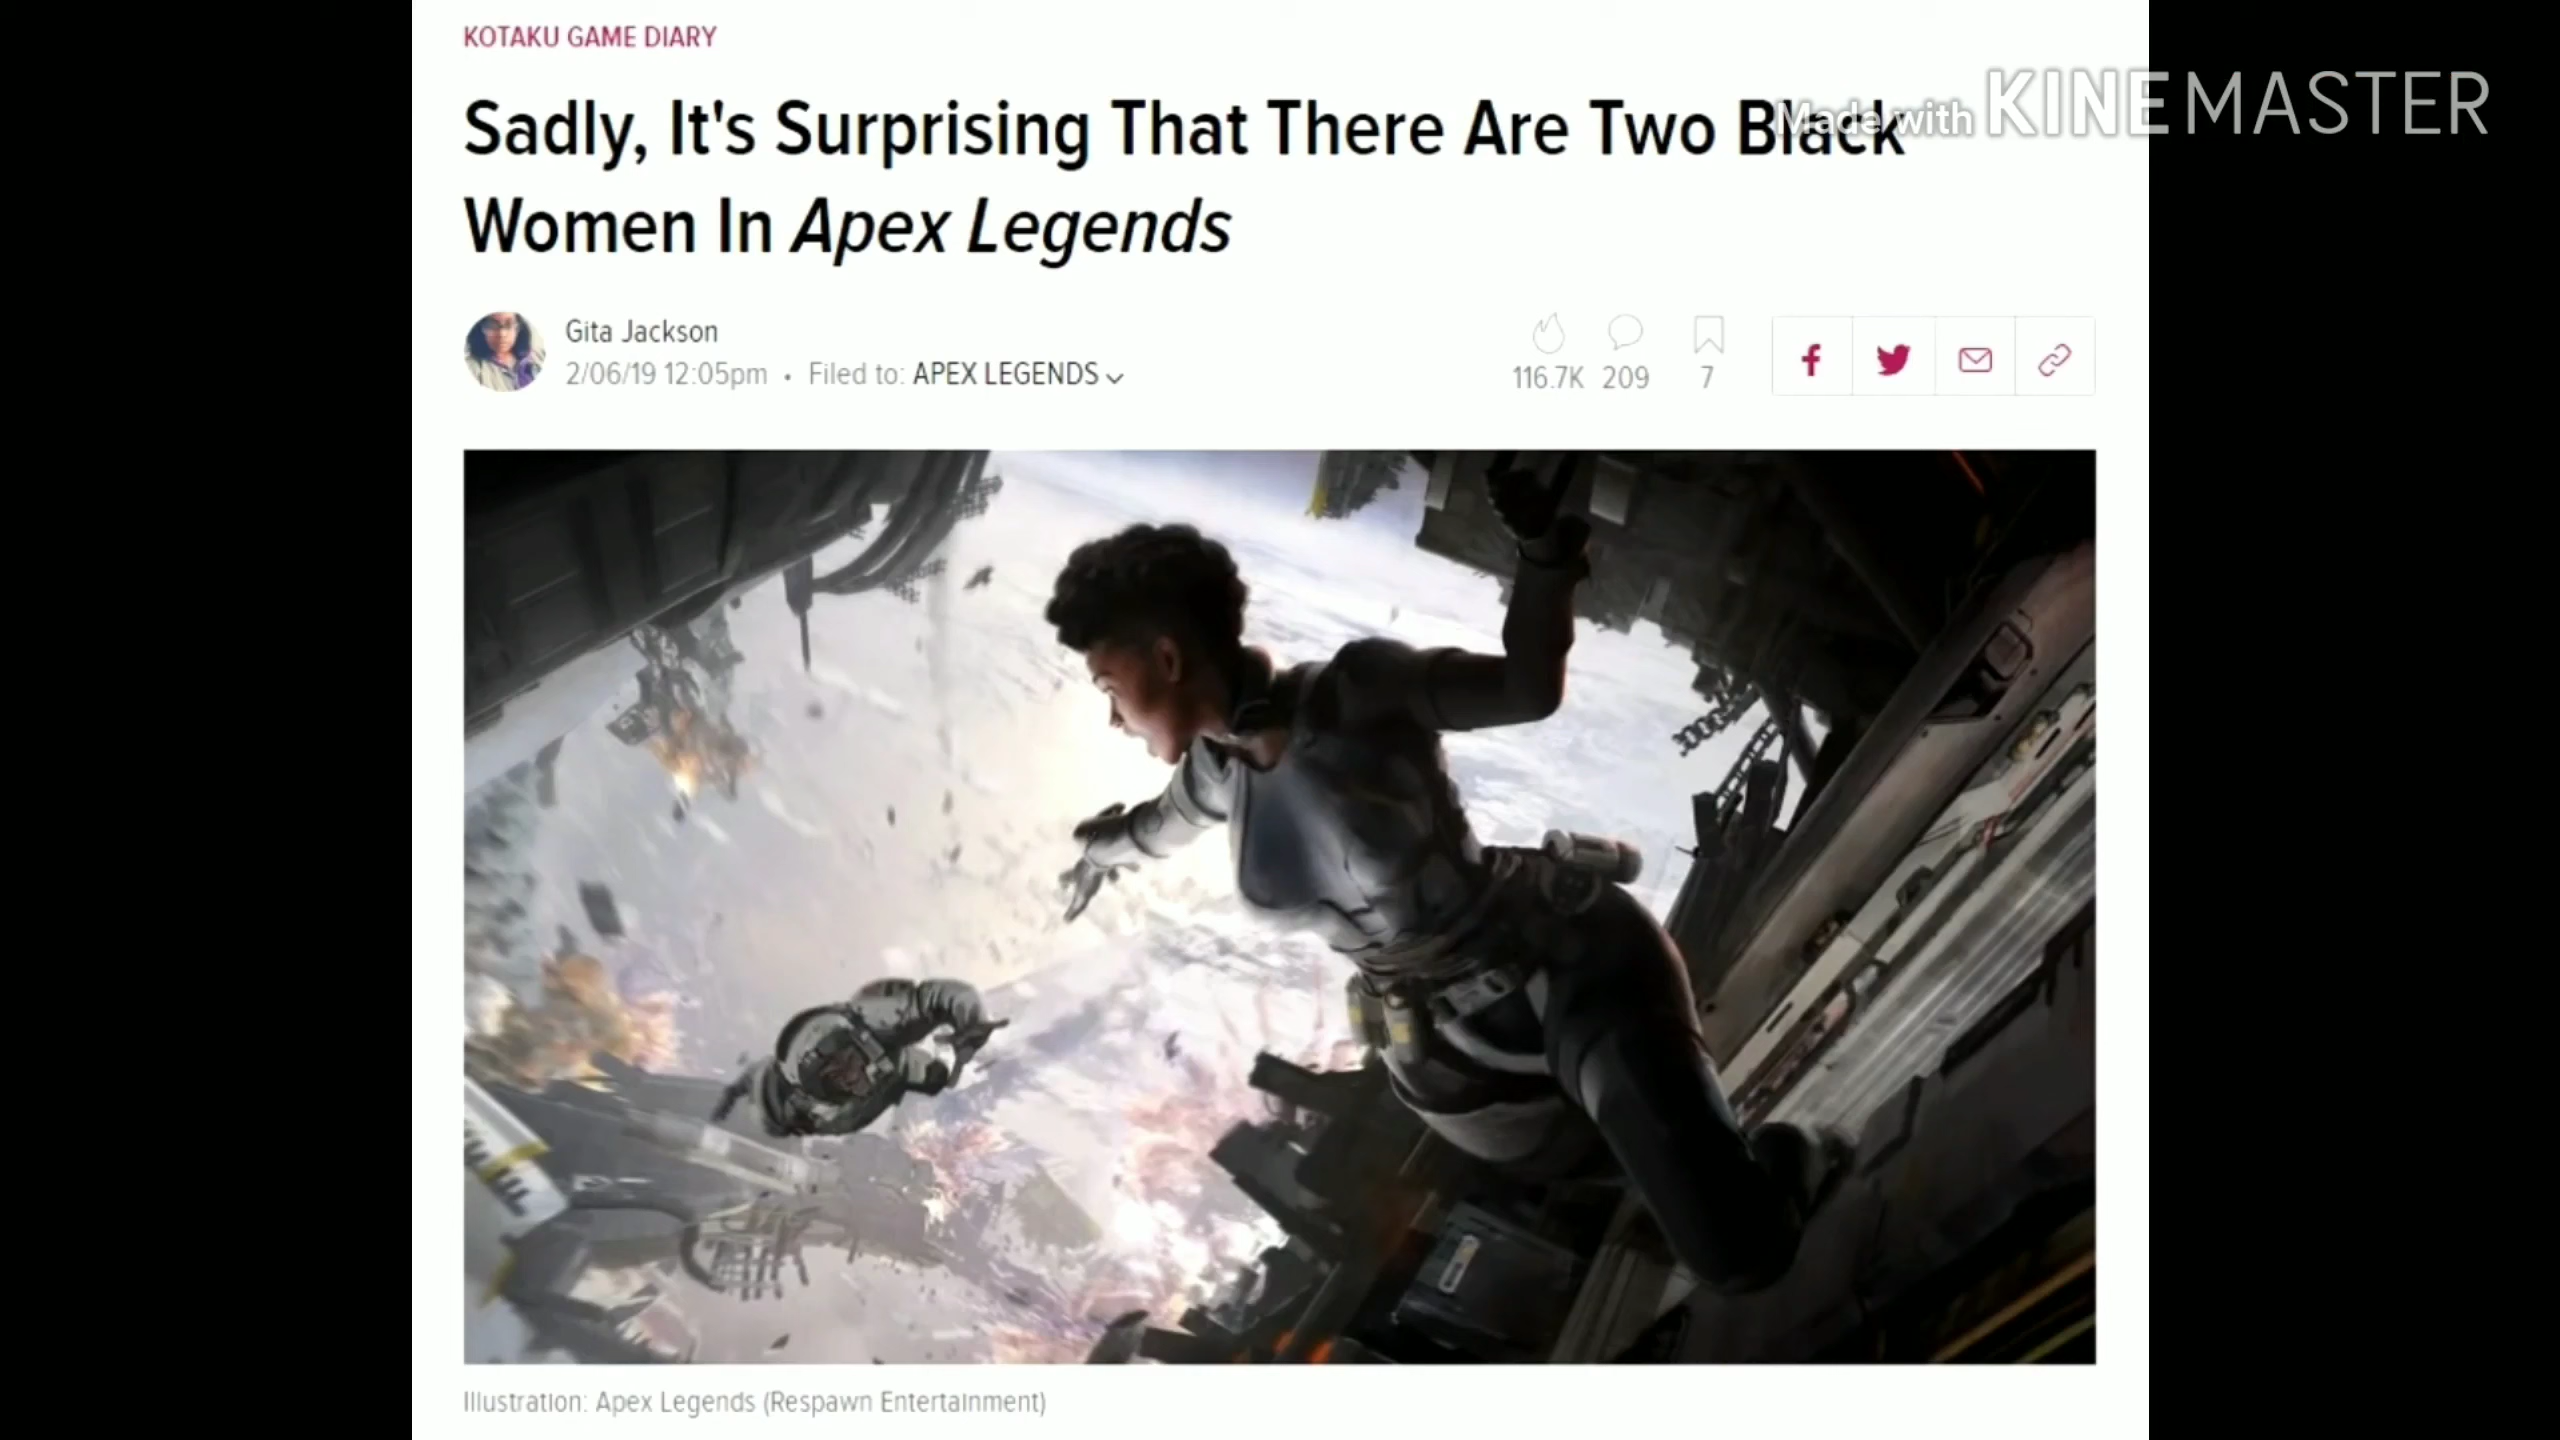 KOTAKU GAME DIARY
Made with KINEMASTER
Sadly, It's Surprising That There Are Two Black
Women In Apex Legends
Gita Jackson
2/06/19 12:05pm • Filed to: APEX LEGENDS
116.7K 209 7
Illustration: Apex Legends (Respawn Entertainment)